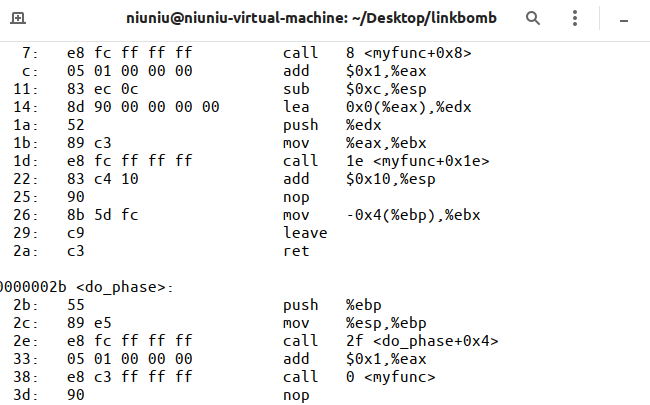 niuniu@niuniu-virtual-machine: ~/Desktop/linkbomb
7: e8 fc ff ff ff call 8 <myfunc+0x8>
c: 05 01 00 00 00 add $0x1,%eax
11: 83 ec 0c sub $0xc,%esp
14: 8d 90 00 00 00 00 lea 0x0(%eax),%edx
1a: 52 push %edx
1b: 89 c3 mov %eax,%ebx
1d: e8 fc ff ff ff call 1e <myfunc+0x1e>
22: 83 c4 10 add $0x10,%esp
25: 90 nop
26: 8b 5d fc mov -0x4(%ebp),%ebx
29: c9 leave
2a: c3 ret
0000002b <do_phase>:
2b: 55 push %ebp
2c: 89 e5 mov %esp,%ebp
2e: e8 fc ff ff ff call 2f <do_phase+0x4>
33: 05 01 00 00 00 add $0x1,%eax
38: e8 c3 ff ff ff call 0 <myfunc>
3d: 90 nop